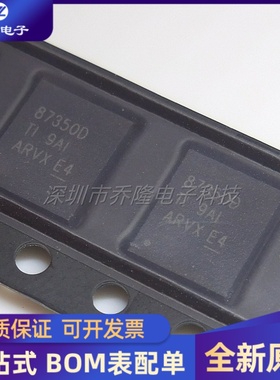 电子
87350D
TI 9AI
ARVX E4
9AI
ARVX E4
深圳市乔隆电子科技
质保证 可开发票
站式 BOM表配单
全新原